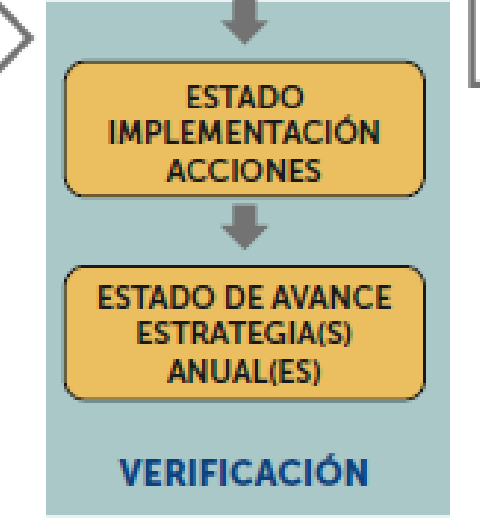 ESTADO
IMPLEMENTACIÓN
ACCIONES
ESTADO DE AVANCE
ESTRATEGIA(S)
ANUAL(ES)
VERIFICACIÓN